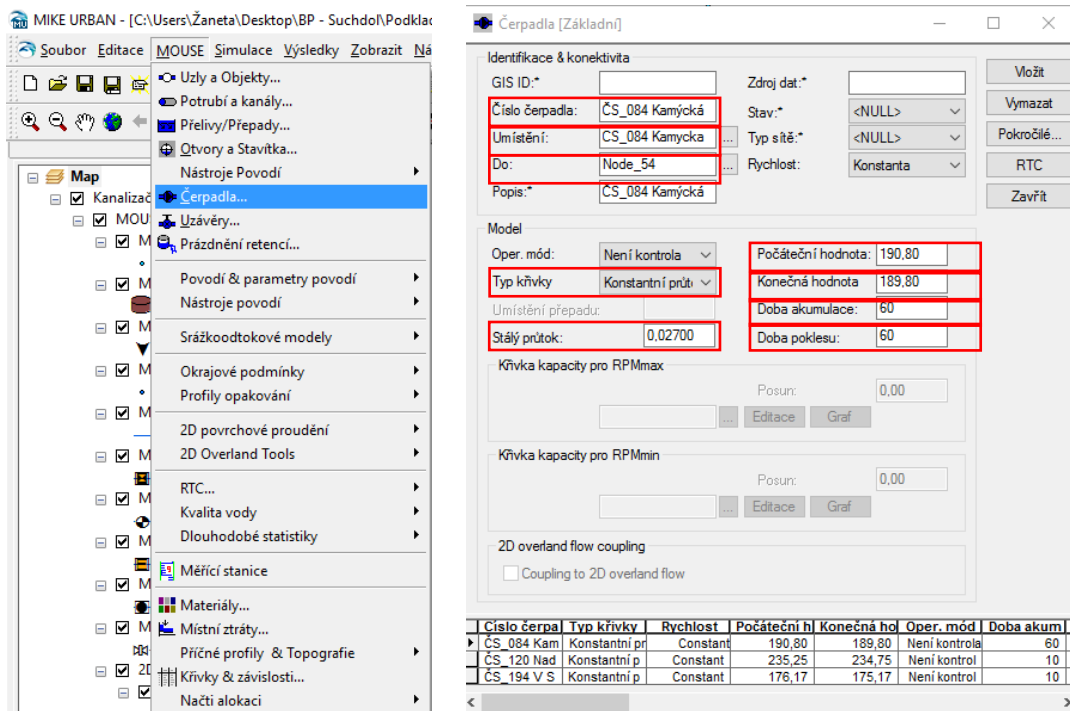 MIKE URBAN - [C:\Users\Žaneta\Desktop\BP - Suchdol\Podkla
Soubor Editace MOUSE Simulace Výsledky Zobrazit Ná
Uzly a Objekty...
Potrubí a kanály...
Přelivy/Přepady...
Otvory a Stavítka...
Nástroje Povodí
Čerpadla...
Uzávěry...
Prázdnění retencí...
Povodí & parametry povodí
Nástroje povodí
Srážkoodtokové modely
Okrajové podmínky
Profily opakování
2D povrchové proudění
2D Overland Tools
RTC...
Kvalita vody
Dlouhodobé statistiky
Měřící stanice
Materiály...
Místní ztráty...
Příčné profily & Topografie
Křivky & závislosti...
Načti alokaci
Map
Kanalizač
MOU
M
M
M
M
M
M
M
M
M
M
2D
Čerpadla [Základní]
Identifikace & konektivita
GIS ID:* Zdroj dat:*
Číslo čerpadla: ČS_084 Kamýcká Stav:* <NULL>
Umístění: CS_084 Kamycka ... Typ sítě:* <NULL>
Do: Node_54 ... Rychlost: Konstanta
Popis:* ČS_084 Kamýcká
Vložit
Vymazat
Pokročilé...
RTC
Zavřít
Model
Oper. mód: Není kontrola Počáteční hodnota: 190,80
Typ křivky Konstantní průt Konečná hodnota 189,80
Umístění přepadu: Doba akumulace: 60
Stálý průtok: 0,02700 Doba poklesu: 60
Křivka kapacity pro RPMmax
Posun: 0,00
... Editace Graf
Křivka kapacity pro RPMmin
Posun: 0,00
... Editace Graf
2D overland flow coupling
Coupling to 2D overland flow
Číslo čerpa Typ křivky Rychlost Počáteční h Konečná ho Oper. mód Doba akum
ČS_084 Kam Konstantní pr Constant 190,80 189,80 Není kontrola 60
ČS_120 Nad Konstantní p Constant 235,25 234,75 Není kontrol 10
ČS_194 V S Konstantní p Constant 176,17 175,17 Není kontrol 10